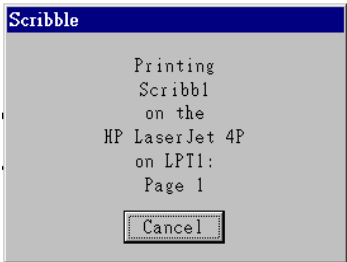 Scribble
Printing
Scribb1
on the
HP LaserJet 4P
on LPT1:
Page 1
Cancel